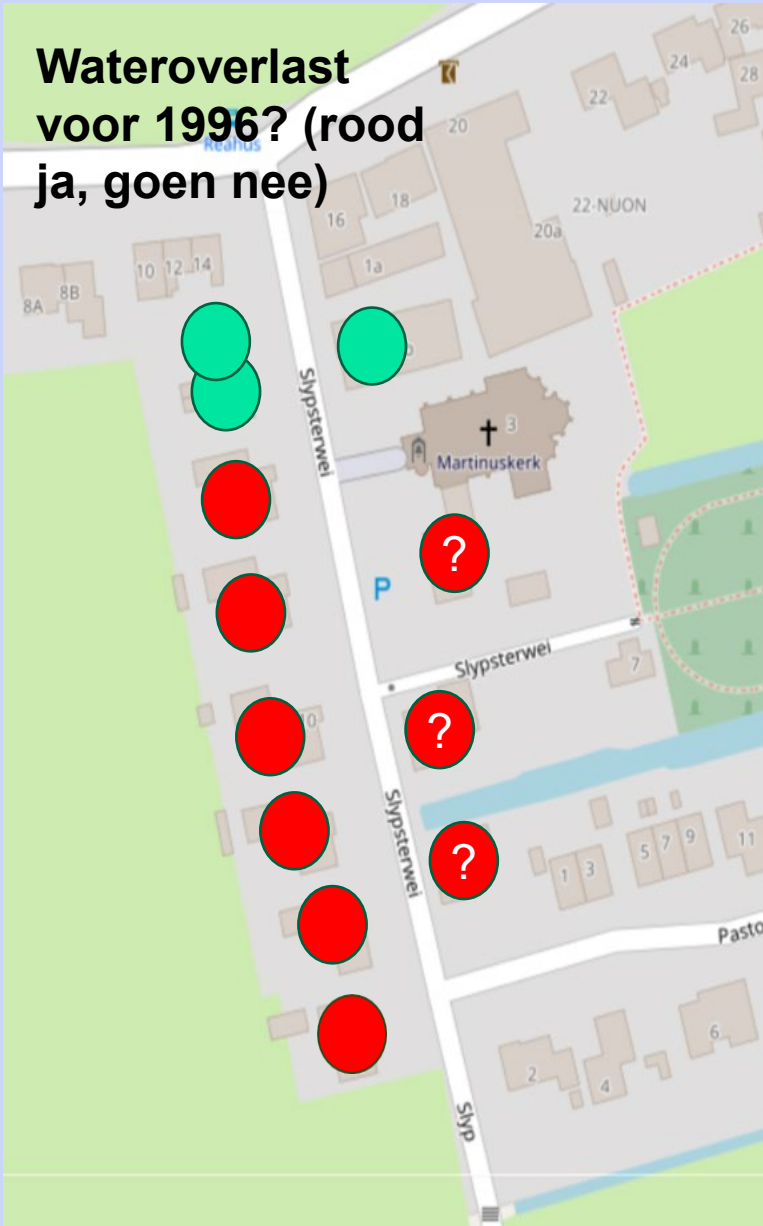 Wateroverlast
voor 1996? (rood
ja, goen nee)
Reahûs
26
24
28
22
20
18
16
22-NUON
20a
1a
10 12 14
8B
8A
Slypsterwei
3
Martinuskerk
?
P
Slypsterwei
7
?
Slypsterwei
?
1 3
5 7 9
11
Pasto
6
2
4
Slyp